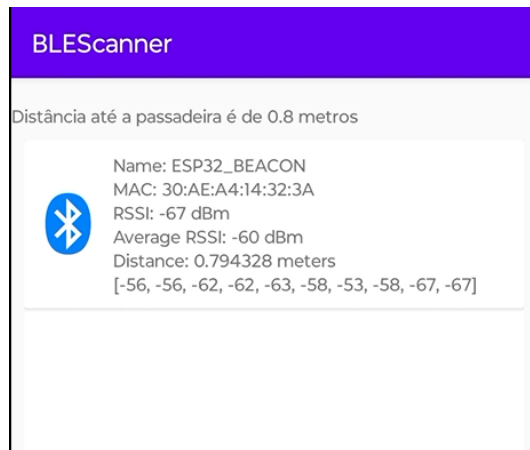 BLEScanner
Distância até a passadeira é de 0.8 metros
Name: ESP32_BEACON
MAC: 30:AE:A4:14:32:3A
RSSI: -67 dBm
Average RSSI: -60 dBm
Distance: 0.794328 meters
[-56, -56, -62, -62, -63, -58, -53, -58, -67, -67]